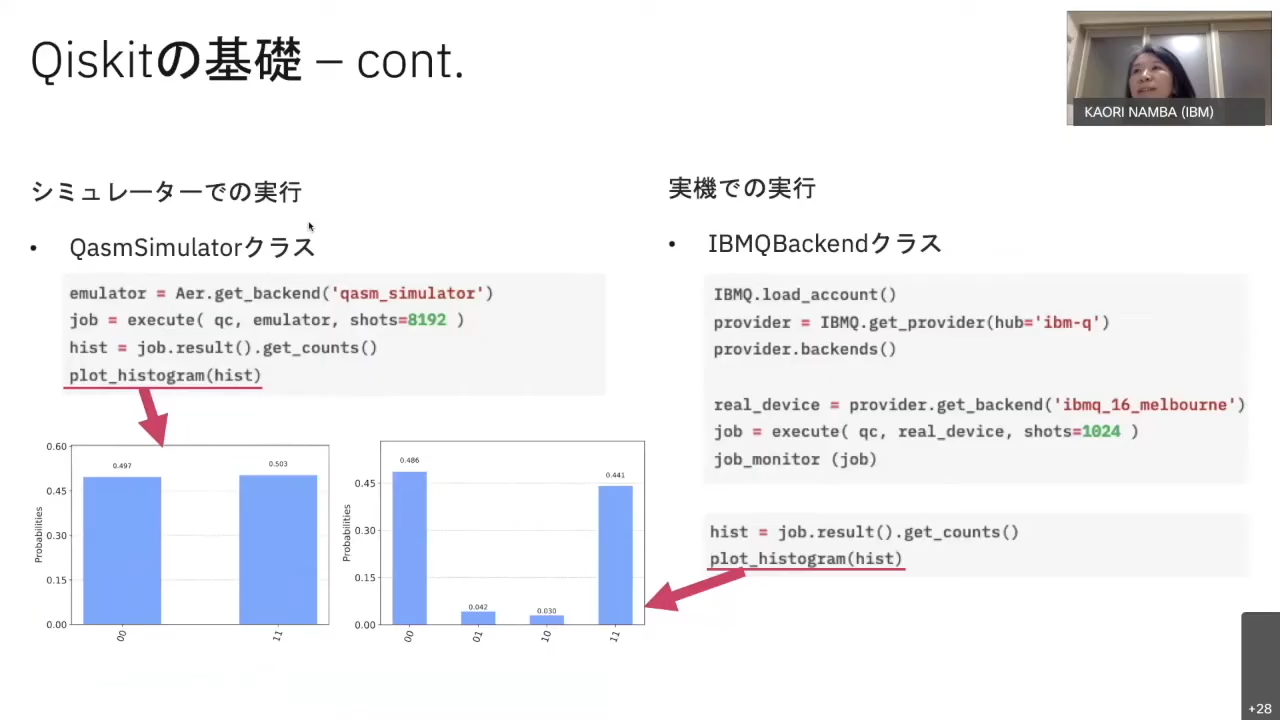 Qiskitの基礎 – cont.
KAORI NAMBA (IBM)
シミュレーターでの実行
• QasmSimulatorクラス
emulator = Aer.get_backend('qasm_simulator')
job = execute( qc, emulator, shots=8192 )
hist = job.result().get_counts()
plot_histogram(hist)
0.60
0.45
0.30
0.15
0.00
Probabilities
0.497
0.503
00
11
0.45
0.30
0.15
0.00
Probabilities
0.486
0.042
0.030
0.441
00
01
10
11
実機での実行
• IBMQBackendクラス
IBMQ.load_account()
provider = IBMQ.get_provider(hub='ibm-q')
provider.backends()
real_device = provider.get_backend('ibmq_16_melbourne')
job = execute( qc, real_device, shots=1024 )
job_monitor (job)
hist = job.result().get_counts()
plot_histogram(hist)
+28